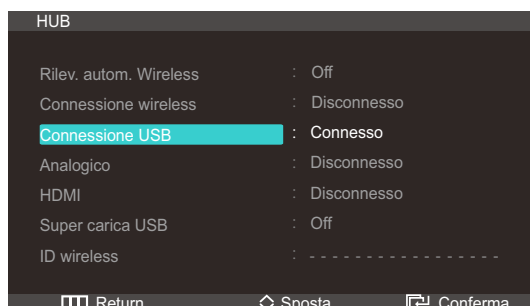 HUB
Rilev. autom. Wireless : Off
Connessione wireless : Disconnesso
Connessione USB : Connesso
Analogico : Disconnesso
HDMI : Disconnesso
Super carica USB : Off
ID wireless : - - - - - - - - - - - - - - - - -
Return Sposta Conferma